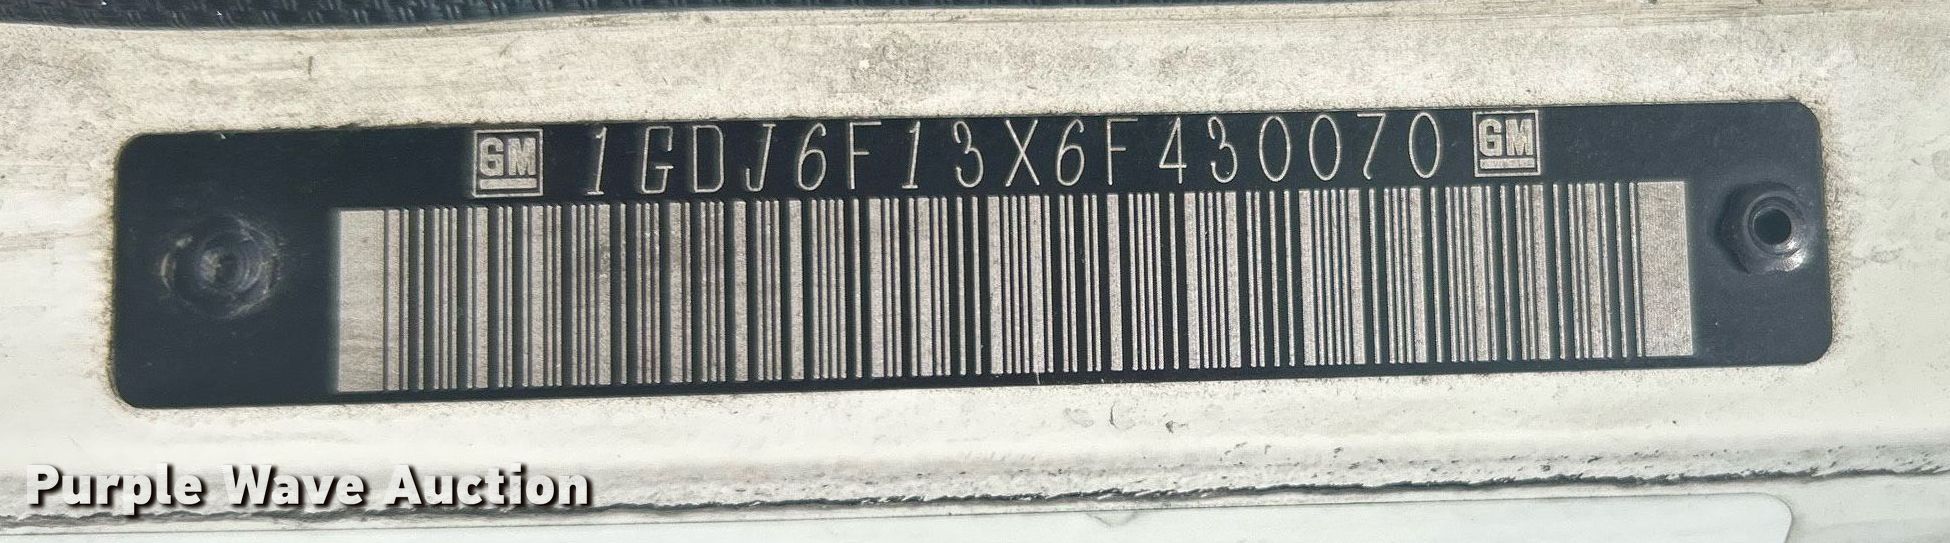 GM 1GDJ6F13X6F430070 GM
Purple Wave Auction